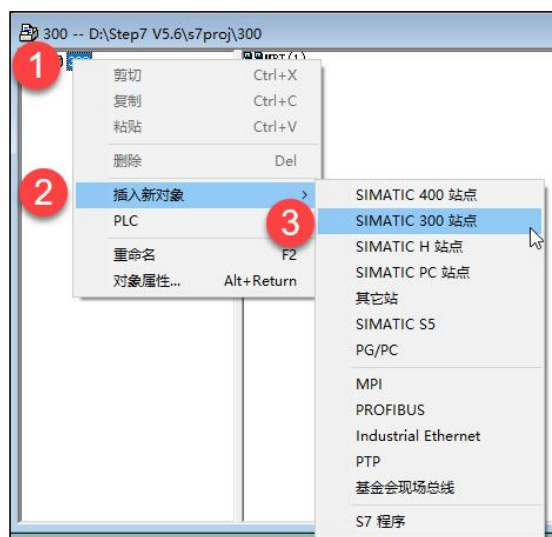 300 -- D:\Step7 V5.6\s7proj\300
1
300
MPI(1)
剪切 Ctrl+X
复制 Ctrl+C
粘贴 Ctrl+V
删除 Del
2
插入新对象 >
PLC
3
重命名 F2
对象属性... Alt+Return
SIMATIC 400 站点
SIMATIC 300 站点
SIMATIC H 站点
SIMATIC PC 站点
其它站
SIMATIC S5
PG/PC
MPI
PROFIBUS
Industrial Ethernet
PTP
基金会现场总线
S7 程序